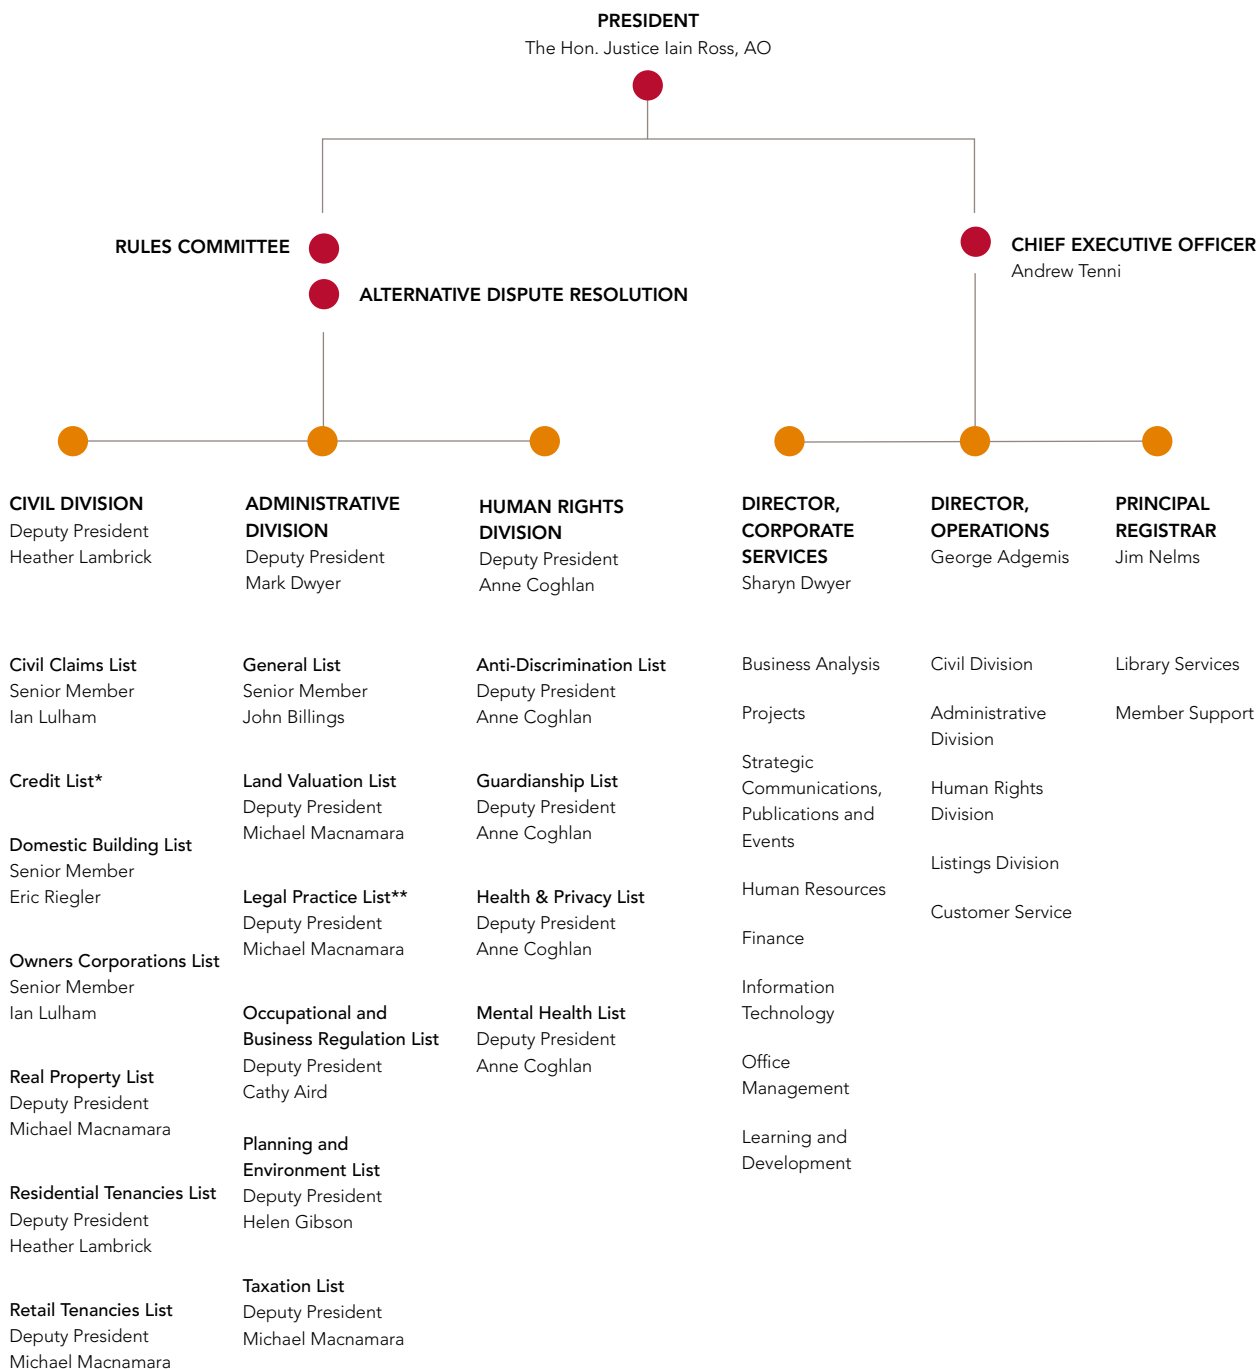 PRESIDENT
The Hon. Justice Iain Ross, AO
RULES COMMITTEE
ALTERNATIVE DISPUTE RESOLUTION
CHIEF EXECUTIVE OFFICER
Andrew Tenni
CIVIL DIVISION
Deputy President
Heather Lambrick
ADMINISTRATIVE
DIVISION
Deputy President
Mark Dwyer
HUMAN RIGHTS
DIVISION
Deputy President
Anne Coghlan
DIRECTOR,
CORPORATE
SERVICES
Sharyn Dwyer
DIRECTOR,
OPERATIONS
George Adgemis
PRINCIPAL
REGISTRAR
Jim Nelms
Civil Claims List
Senior Member
Ian Lulham
Credit List*
Domestic Building List
Senior Member
Eric Riegler
Owners Corporations List
Senior Member
Ian Lulham
Real Property List
Deputy President
Michael Macnamara
Residential Tenancies List
Deputy President
Heather Lambrick
Retail Tenancies List
Deputy President
Michael Macnamara
General List
Senior Member
John Billings
Land Valuation List
Deputy President
Michael Macnamara
Legal Practice List**
Deputy President
Michael Macnamara
Occupational and
Business Regulation List
Deputy President
Cathy Aird
Planning and
Environment List
Deputy President
Helen Gibson
Taxation List
Deputy President
Michael Macnamara
Anti-Discrimination List
Deputy President
Anne Coghlan
Guardianship List
Deputy President
Anne Coghlan
Health & Privacy List
Deputy President
Anne Coghlan
Mental Health List
Deputy President
Anne Coghlan
Business Analysis
Projects
Strategic
Communications,
Publications and
Events
Human Resources
Finance
Information
Technology
Office
Management
Learning and
Development
Civil Division
Administrative
Division
Human Rights
Division
Listings Division
Customer Service
Library Services
Member Support